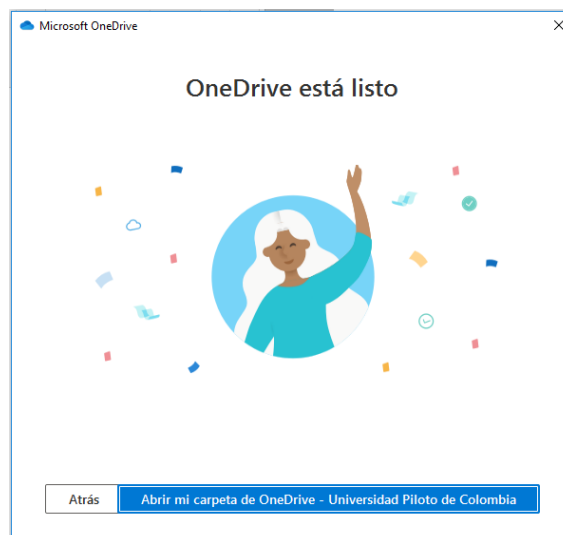 Microsoft OneDrive
OneDrive está listo
Atrás
Abrir mi carpeta de OneDrive - Universidad Piloto de Colombia